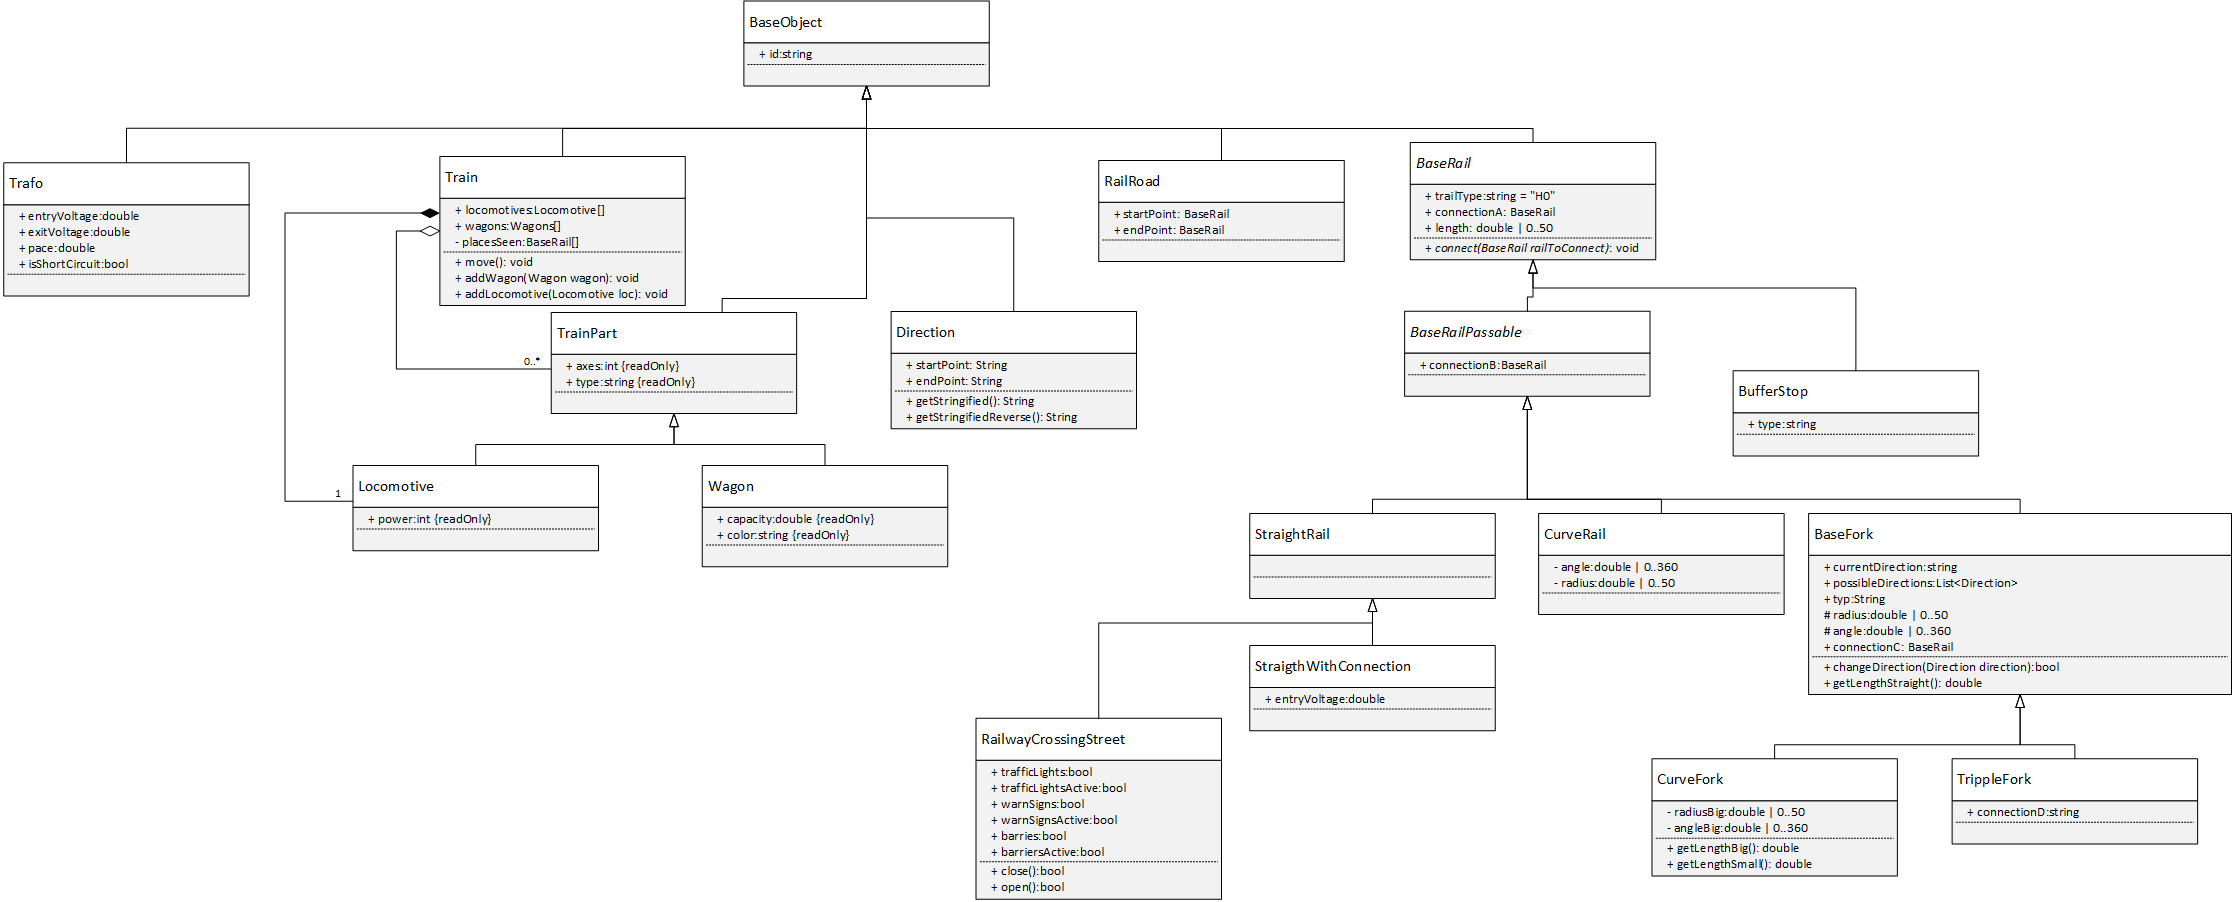 BaseObject
+ id:string
Trafo
+ entryVoltage:double
+ exitVoltage:double
+ pace:double
+ isShortCircuit:bool
Train
+ locomotives:Locomotive[]
+ wagons:Wagons[]
- placesSeen:BaseRail[]
+ move(): void
+ addWagon(Wagon wagon): void
+ addLocomotive(Locomotive loc): void
RailRoad
+ startPoint: BaseRail
+ endPoint: BaseRail
BaseRail
+ trailType:string = "H0"
+ connectionA: BaseRail
+ length: double | 0..50
+ connect(BaseRail railToConnect): void
TrainPart
+ axes:int {readOnly}
+ type:string {readOnly}
0..*
Direction
+ startPoint: String
+ endPoint: String
+ getStringified(): String
+ getStringifiedReverse(): String
BaseRailPassable
+ connectionB:BaseRail
BufferStop
+ type:string
1
Locomotive
+ power:int {readOnly}
Wagon
+ capacity:double {readOnly}
+ color:string {readOnly}
StraightRail
CurveRail
- angle:double | 0..360
- radius:double | 0..50
BaseFork
+ currentDirection:string
+ possibleDirections:List<Direction>
+ typ:String
# radius:double | 0..50
# angle:double | 0..360
+ connectionC: BaseRail
+ changeDirection(Direction direction):bool
+ getLengthStraight(): double
StraigthWithConnection
+ entryVoltage:double
RailwayCrossingStreet
+ trafficLights:bool
+ trafficLightsActive:bool
+ warnSigns:bool
+ warnSignsActive:bool
+ barries:bool
+ barriersActive:bool
+ close():bool
+ open():bool
CurveFork
- radiusBig:double | 0..50
- angleBig:double | 0..360
+ getLengthBig(): double
+ getLengthSmall(): double
TrippleFork
+ connectionD:string